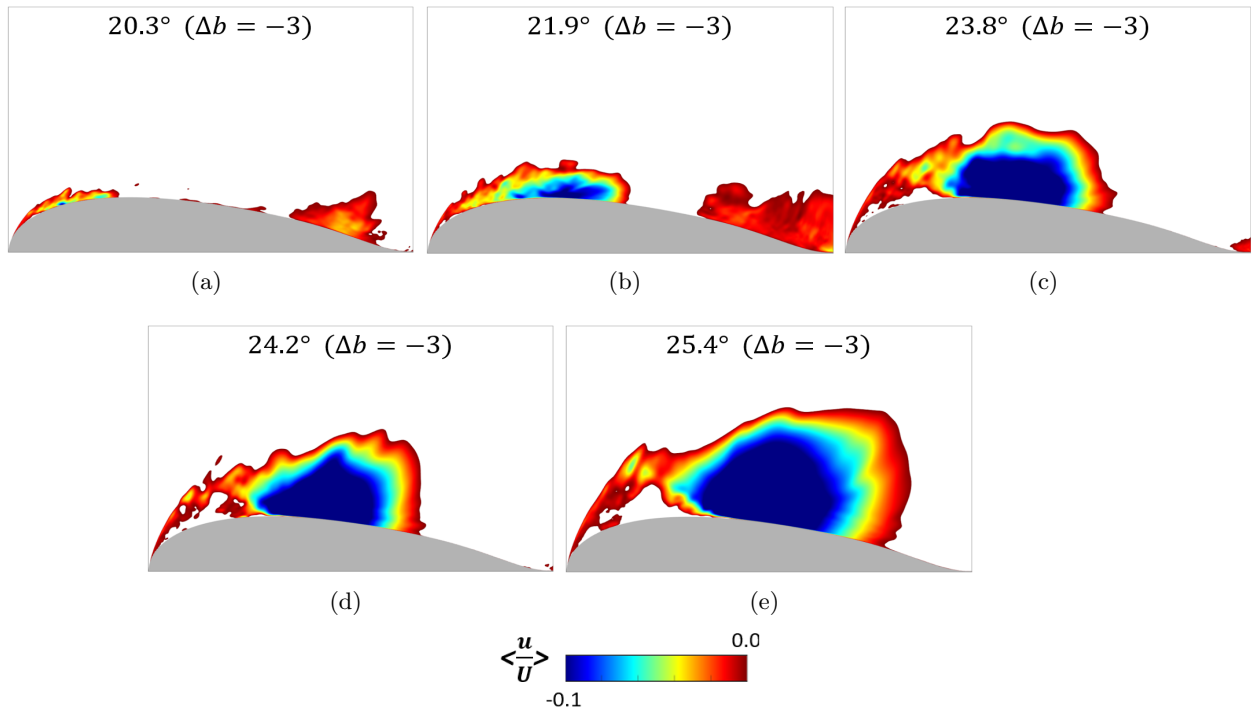 20.3° (Δb = −3)
21.9° (Δb = −3)
23.8° (Δb = −3)
(a)
(b)
(c)
24.2° (Δb = −3)
25.4° (Δb = −3)
(d)
(e)
<u/U>
0.0
-0.1